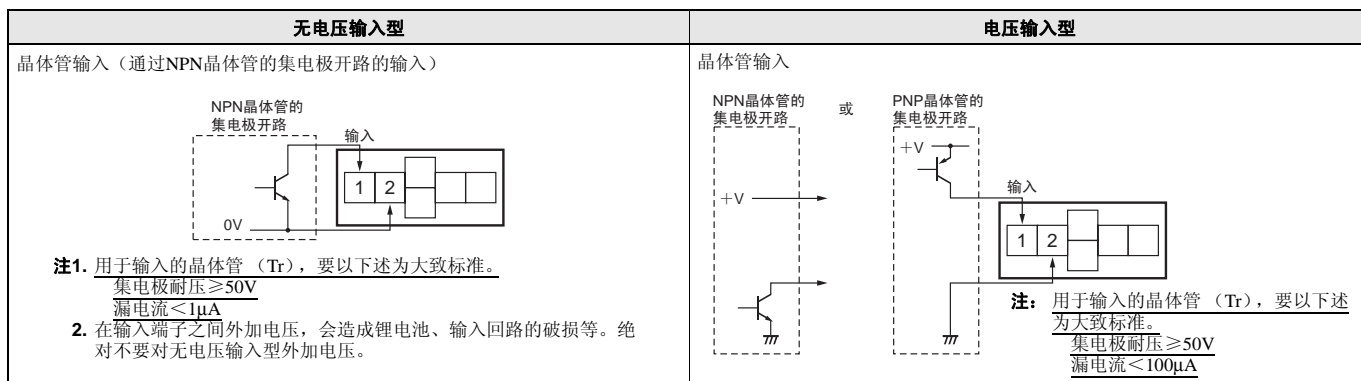 无电压输入型
晶体管输入（通过NPN晶体管的集电极开路的输入）
NPN晶体管的
集电极开路
输入
1 2
0V
注1. 用于输入的晶体管 （Tr），要以下述为大致标准。
集电极耐压≥50V
漏电流＜1μA
2. 在输入端子之间外加电压，会造成锂电池、输入回路的破损等。绝
对不要对无电压输入型外加电压。
电压输入型
晶体管输入
NPN晶体管的
集电极开路
或
PNP晶体管的
集电极开路
＋V
＋V
输入
1 2
注： 用于输入的晶体管 （Tr），要以下述
为大致标准。
集电极耐压≥50V
漏电流＜100μA